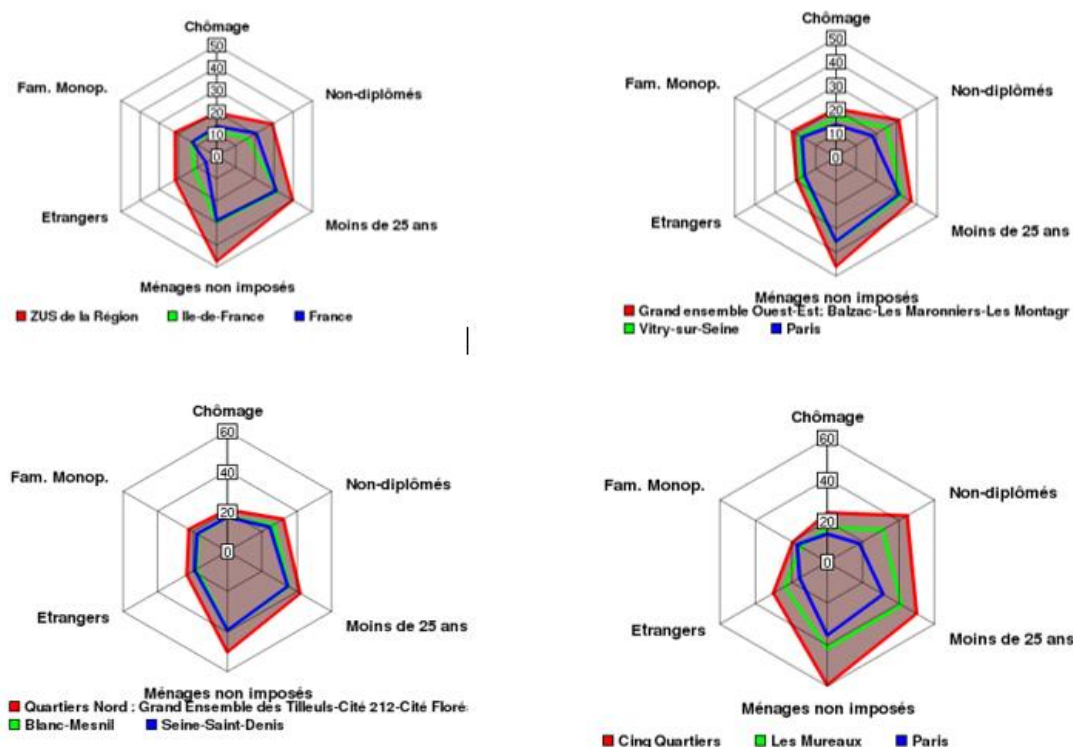 Chômage
50
40
30
20
10
0
Fam. Monop.
Non-diplômés
Etrangers
Moins de 25 ans
Ménages non imposés
ZUS de la Région Ile-de-France France
Chômage
50
40
30
20
10
0
Fam. Monop.
Non-diplômés
Etrangers
Moins de 25 ans
Ménages non imposés
Grand ensemble Ouest-Est: Balzac-Les Maronniers-Les Montagr
Vitry-sur-Seine Paris
Chômage
60
40
20
0
Fam. Monop.
Non-diplômés
Etrangers
Moins de 25 ans
Ménages non imposés
Quartiers Nord : Grand Ensemble des Tilleuls-Cité 212-Cité Floré
Blanc-Mesnil Seine-Saint-Denis
Chômage
60
40
20
0
Fam. Monop.
Non-diplômés
Etrangers
Moins de 25 ans
Ménages non imposés
Cinq Quartiers Les Mureaux Paris